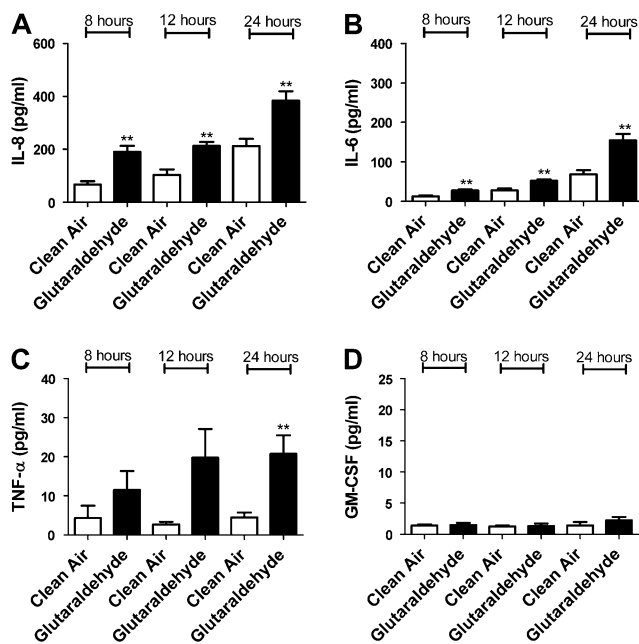 A
8 hours
12 hours
24 hours
IL-8 (pg/ml)
600
400
200
0
**
**
**
Clean Air
Glutaraldehyde
Clean Air
Glutaraldehyde
Clean Air
Glutaraldehyde
B
8 hours
12 hours
24 hours
IL-6 (pg/ml)
400
300
200
100
0
**
**
**
Clean Air
Glutaraldehyde
Clean Air
Glutaraldehyde
Clean Air
Glutaraldehyde
C
8 hours
12 hours
24 hours
TNF-α (pg/ml)
40
30
20
10
0
**
Clean Air
Glutaraldehyde
Clean Air
Glutaraldehyde
Clean Air
Glutaraldehyde
D
8 hours
12 hours
24 hours
GM-CSF (pg/ml)
25
20
15
10
5
0
Clean Air
Glutaraldehyde
Clean Air
Glutaraldehyde
Clean Air
Glutaraldehyde